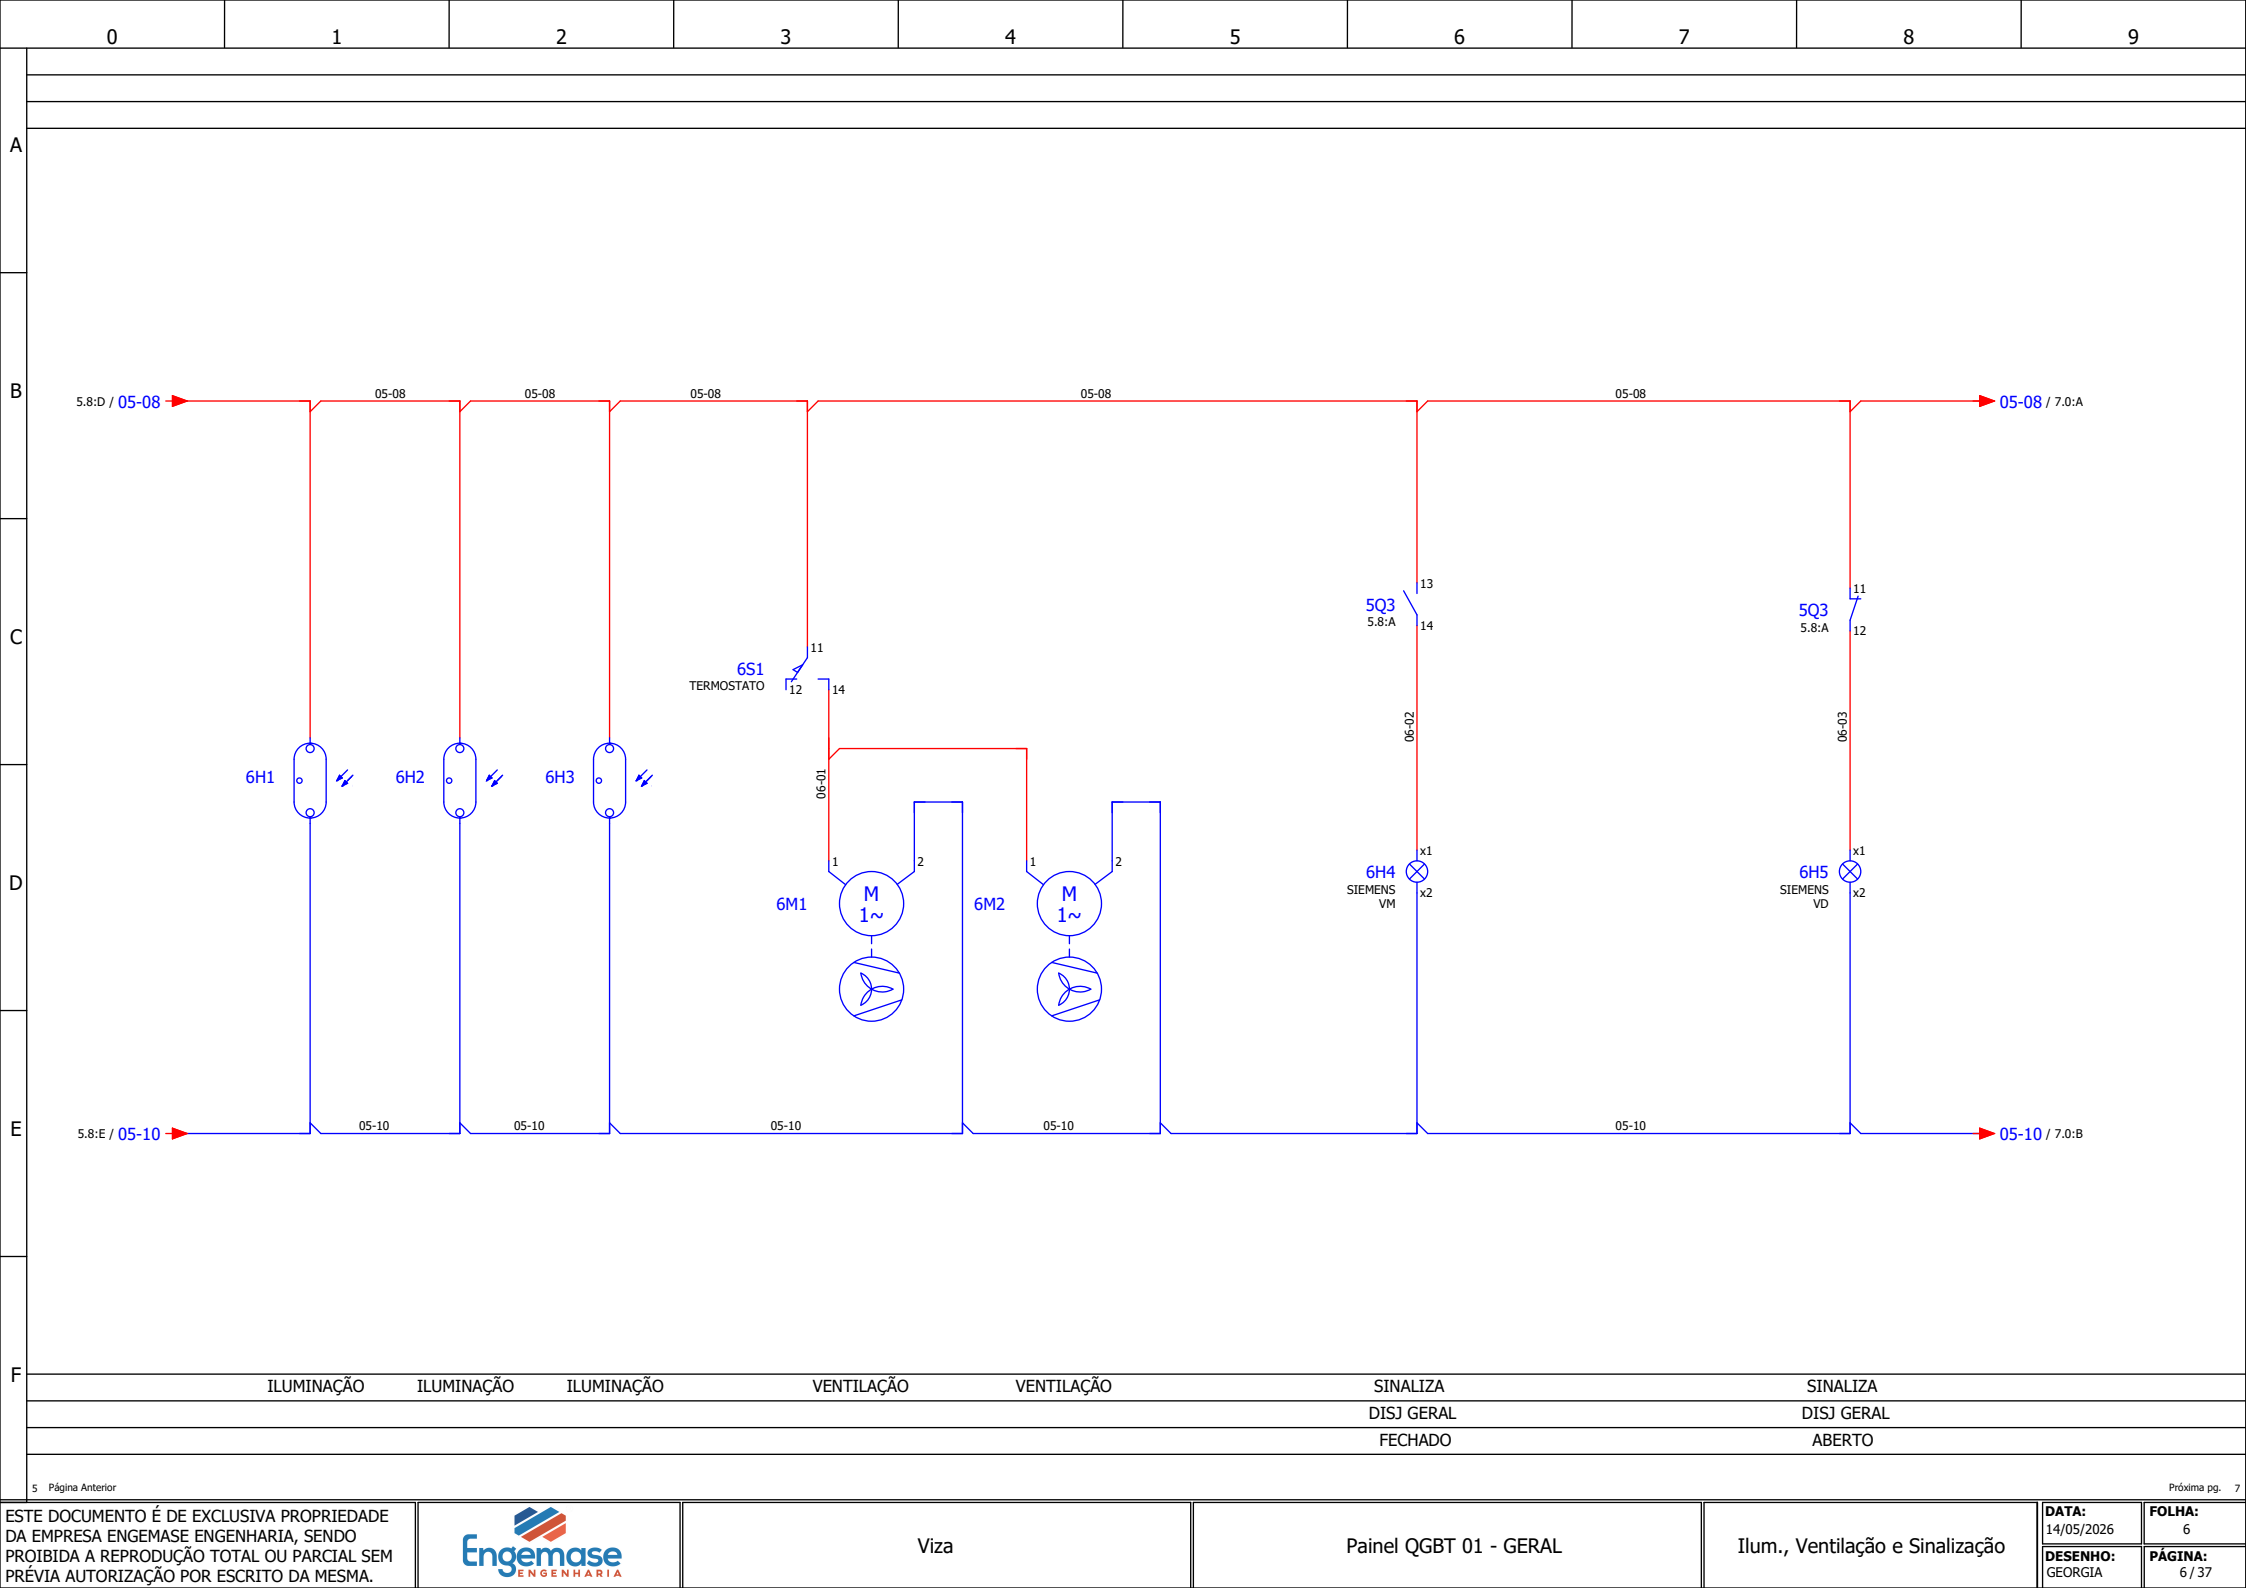 0 1 2 3 4 5 6 7 8 9
A
B
C
D
E
F
5.8:D / 05-08
05-08
05-08
05-08
05-08
05-08
05-08 / 7.0:A
13
5Q3
5.8:A
14
11
5Q3
5.8:A
12
11
6S1
TERMOSTATO
12
14
06-02
06-03
6H1
6H2
6H3
06-01
1
2
1
2
M
1~
6M1
M
1~
6M2
x1
6H4
SIEMENS
VM
x2
x1
6H5
SIEMENS
VD
x2
5.8:E / 05-10
05-10
05-10
05-10
05-10
05-10
05-10 / 7.0:B
ILUMINAÇÃO ILUMINAÇÃO ILUMINAÇÃO VENTILAÇÃO VENTILAÇÃO SINALIZA SINALIZA
DISJ GERAL DISJ GERAL
FECHADO ABERTO
5 Página Anterior
Próxima pg. 7
ESTE DOCUMENTO É DE EXCLUSIVA PROPRIEDADE
DA EMPRESA ENGEMASE ENGENHARIA, SENDO
PROIBIDA A REPRODUÇÃO TOTAL OU PARCIAL SEM
PRÉVIA AUTORIZAÇÃO POR ESCRITO DA MESMA.
Engemase
ENGENHARIA
Viza
Painel QGBT 01 - GERAL
Ilum., Ventilação e Sinalização
DATA:
14/05/2026
FOLHA:
6
DESENHO:
GEORGIA
PÁGINA:
6 / 37